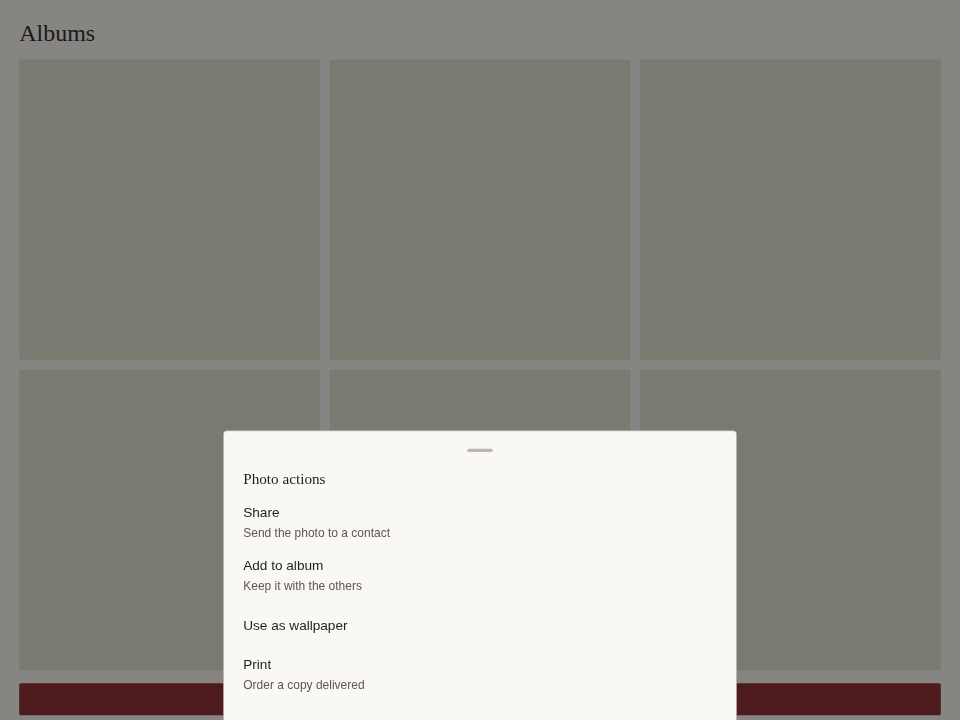 Albums
Photo actions
Share
Send the photo to a contact
Add to album
Keep it with the others
Use as wallpaper
Print
Order a copy delivered